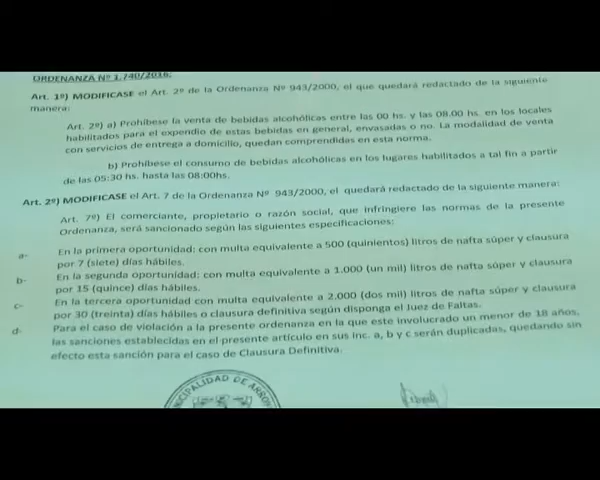 ORDENANZA Nº 1.740/2016:
Art. 1º) MODIFICASE el Art. 2º de la Ordenanza Nº 943/2000, el que quedará redactado de la siguiente
manera:
Art. 2º) a) Prohíbese la venta de bebidas alcohólicas entre las 00 hs. y las 08.00 hs. en los locales
habilitados para el expendio de estas bebidas en general, envasadas o no. La modalidad de venta
con servicios de entrega a domicilio, quedan comprendidas en esta norma.
b) Prohíbese el consumo de bebidas alcohólicas en los lugares habilitados a tal fin a partir
de las 05:30 hs. hasta las 08:00hs.
Art. 2º) MODIFICASE el Art. 7 de la Ordenanza Nº 943/2000, el quedará redactado de la siguiente manera:
Art. 7º) El comerciante, propietario o razón social, que infringiere las normas de la presente
Ordenanza, será sancionado según las siguientes especificaciones:
a- En la primera oportunidad: con multa equivalente a 500 (quinientos) litros de nafta súper y clausura
por 7 (siete) días hábiles.
b- En la segunda oportunidad: con multa equivalente a 1.000 (un mil) litros de nafta súper y clausura
por 15 (quince) días hábiles.
c- En la tercera oportunidad con multa equivalente a 2.000 (dos mil) litros de nafta súper y clausura
por 30 (treinta) días hábiles o clausura definitiva según disponga el Juez de Faltas.
d- Para el caso de violación a la presente ordenanza en la que este involucrado un menor de 18 años,
las sanciones establecidas en el presente artículo en sus inc. a, b y c serán duplicadas, quedando sin
efecto esta sanción para el caso de Clausura Definitiva.
DE